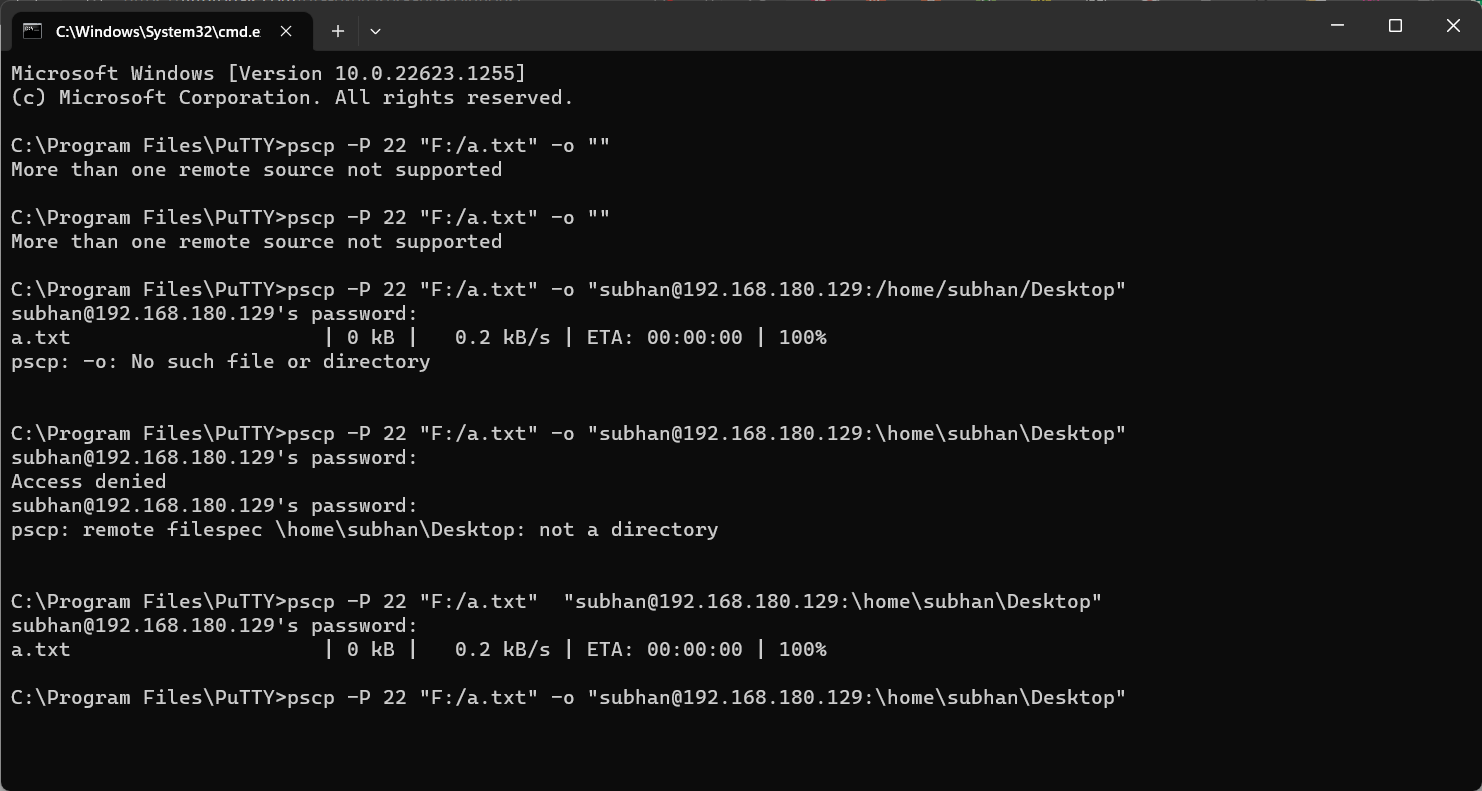 C:\Windows\System32\cmd.e
Microsoft Windows [Version 10.0.22623.1255]
(c) Microsoft Corporation. All rights reserved.
C:\Program Files\PuTTY>pscp -P 22 "F:/a.txt" -o ""
More than one remote source not supported
C:\Program Files\PuTTY>pscp -P 22 "F:/a.txt" -o ""
More than one remote source not supported
C:\Program Files\PuTTY>pscp -P 22 "F:/a.txt" -o "subhan@192.168.180.129:/home/subhan/Desktop"
subhan@192.168.180.129's password:
a.txt                     | 0 kB |   0.2 kB/s | ETA: 00:00:00 | 100%
pscp: -o: No such file or directory
C:\Program Files\PuTTY>pscp -P 22 "F:/a.txt" -o "subhan@192.168.180.129:\home\subhan\Desktop"
subhan@192.168.180.129's password:
Access denied
subhan@192.168.180.129's password:
pscp: remote filespec \home\subhan\Desktop: not a directory
C:\Program Files\PuTTY>pscp -P 22 "F:/a.txt"  "subhan@192.168.180.129:\home\subhan\Desktop"
subhan@192.168.180.129's password:
a.txt                     | 0 kB |   0.2 kB/s | ETA: 00:00:00 | 100%
C:\Program Files\PuTTY>pscp -P 22 "F:/a.txt" -o "subhan@192.168.180.129:\home\subhan\Desktop"